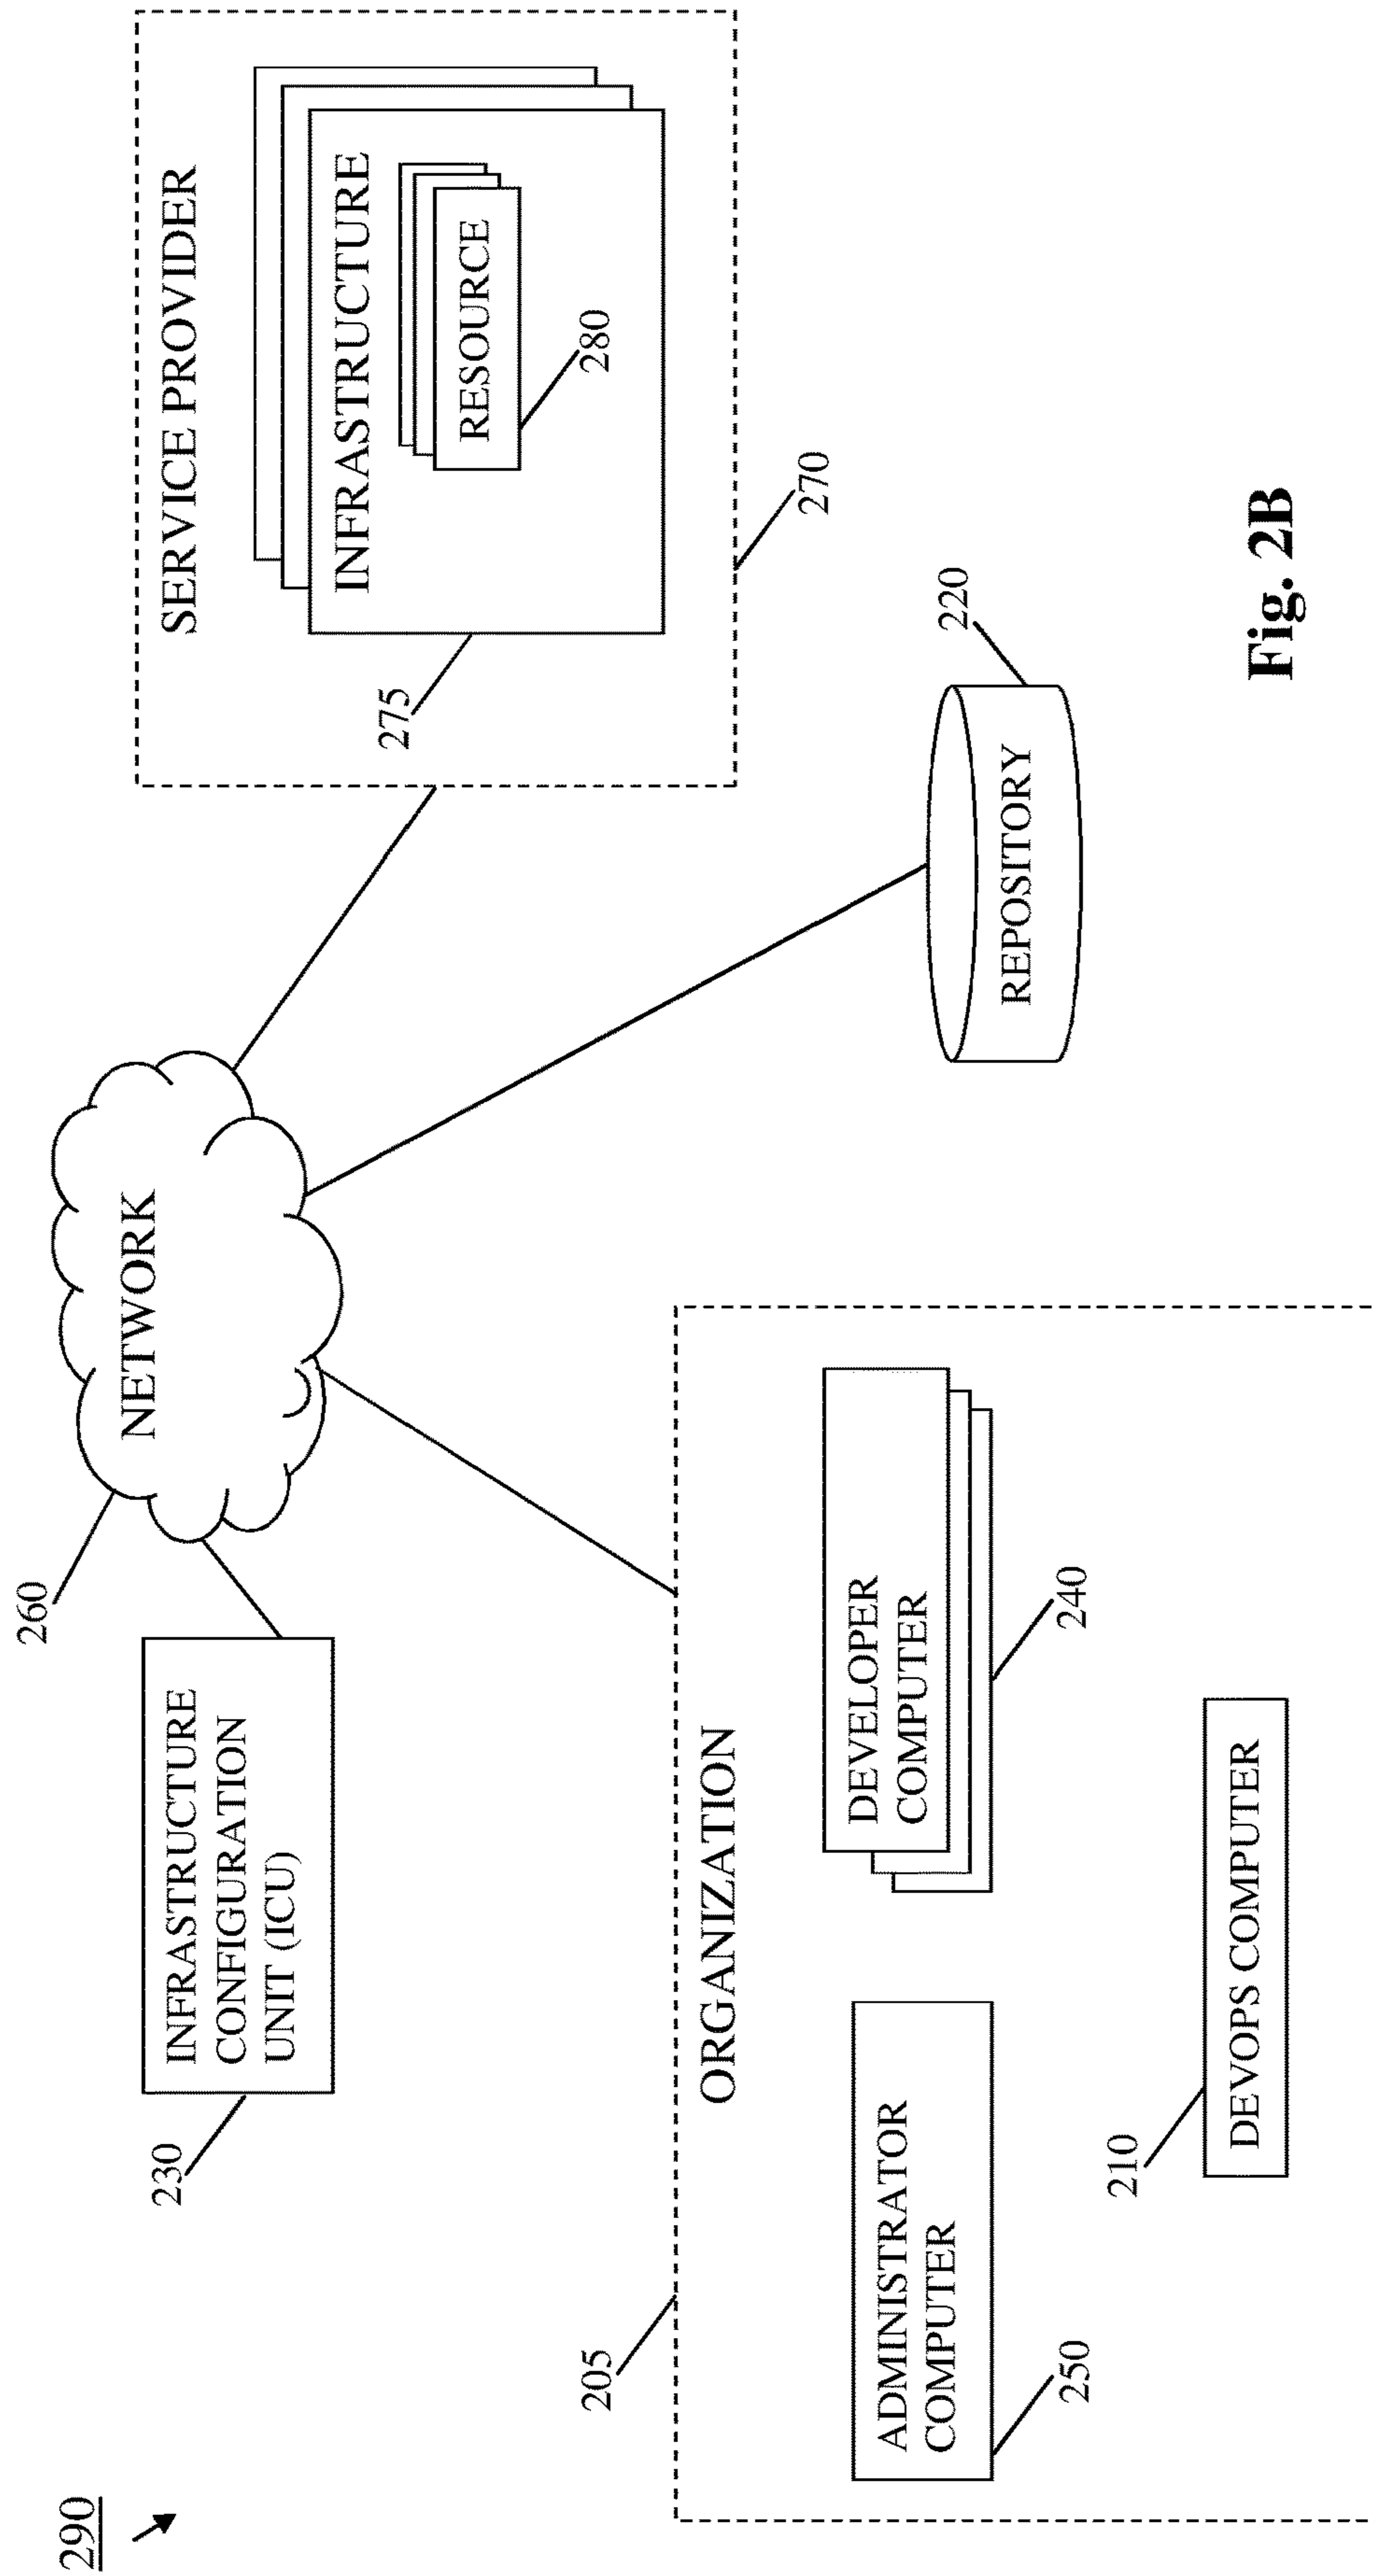 290
260
NETWORK
230
INFRASTRUCTURE
CONFIGURATION
UNIT (ICU)
SERVICE PROVIDER
INFRASTRUCTURE
RESOURCE
280
275
270
205
ORGANIZATION
ADMINISTRATOR
COMPUTER
250
DEVELOPER
COMPUTER
240
210
DEVOPS COMPUTER
REPOSITORY
220
Fig. 2B